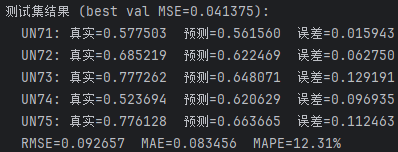 测试集结果 (best val MSE=0.041375):
UN71: 真实=0.577503  预测=0.561560  误差=0.015943
UN72: 真实=0.685219  预测=0.622469  误差=0.062750
UN73: 真实=0.777262  预测=0.648071  误差=0.129191
UN74: 真实=0.523694  预测=0.620629  误差=0.096935
UN75: 真实=0.776128  预测=0.663665  误差=0.112463
RMSE=0.092657  MAE=0.083456  MAPE=12.31%